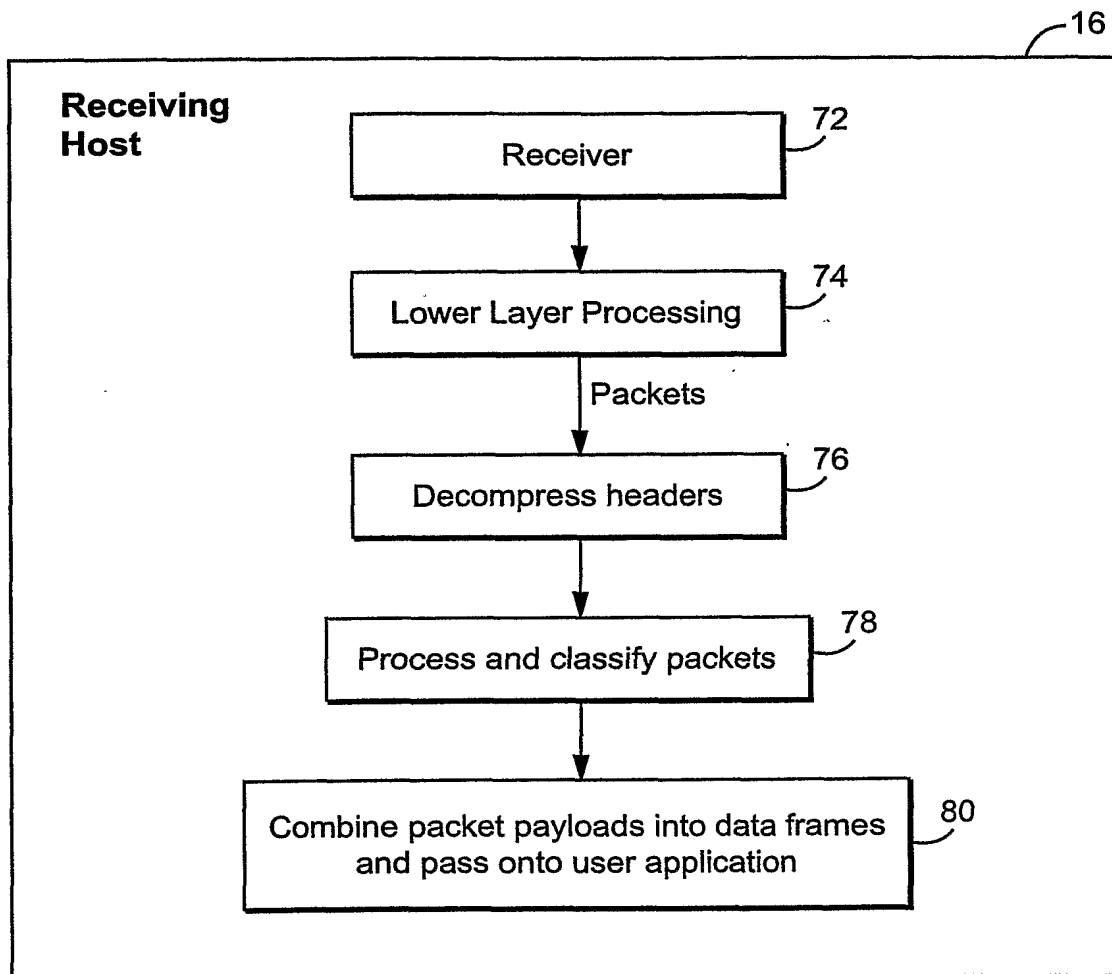 16
Receiving
Host
72
Receiver
74
Lower Layer Processing
Packets
76
Decompress headers
78
Process and classify packets
80
Combine packet payloads into data frames
and pass onto user application